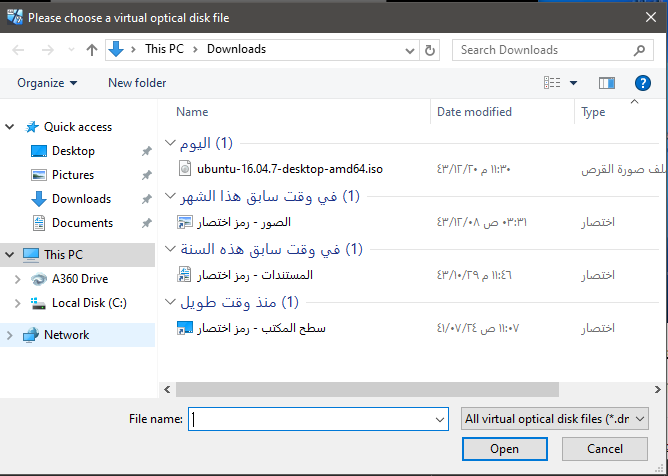 Please choose a virtual optical disk file
This PC > Downloads
Search Downloads
Organize
New folder
Name
Date modified
Type
Quick access
Desktop
Pictures
Downloads
Documents
This PC
A360 Drive
Local Disk (C:)
Network
اليوم (1)
ubuntu-16.04.7-desktop-amd64.iso ٤٣/١٢/٢٠ ١١:٣٠ م لف صورة القرص
في وقت سابق هذا الشهر (1)
الصور - رمز اختصار ٤٣/١٢/٠٨ ٠٣:٣١ ص اختصار
في وقت سابق هذه السنة (1)
المستندات - رمز اختصار ٤٣/١٠/٢٩ ١١:٤٦ م اختصار
منذ وقت طويل (1)
سطح المكتب - رمز اختصار ٤١/٠٧/٢٤ ١١:٠٧ ص اختصار
File name:
All virtual optical disk files (*.dr
Open
Cancel